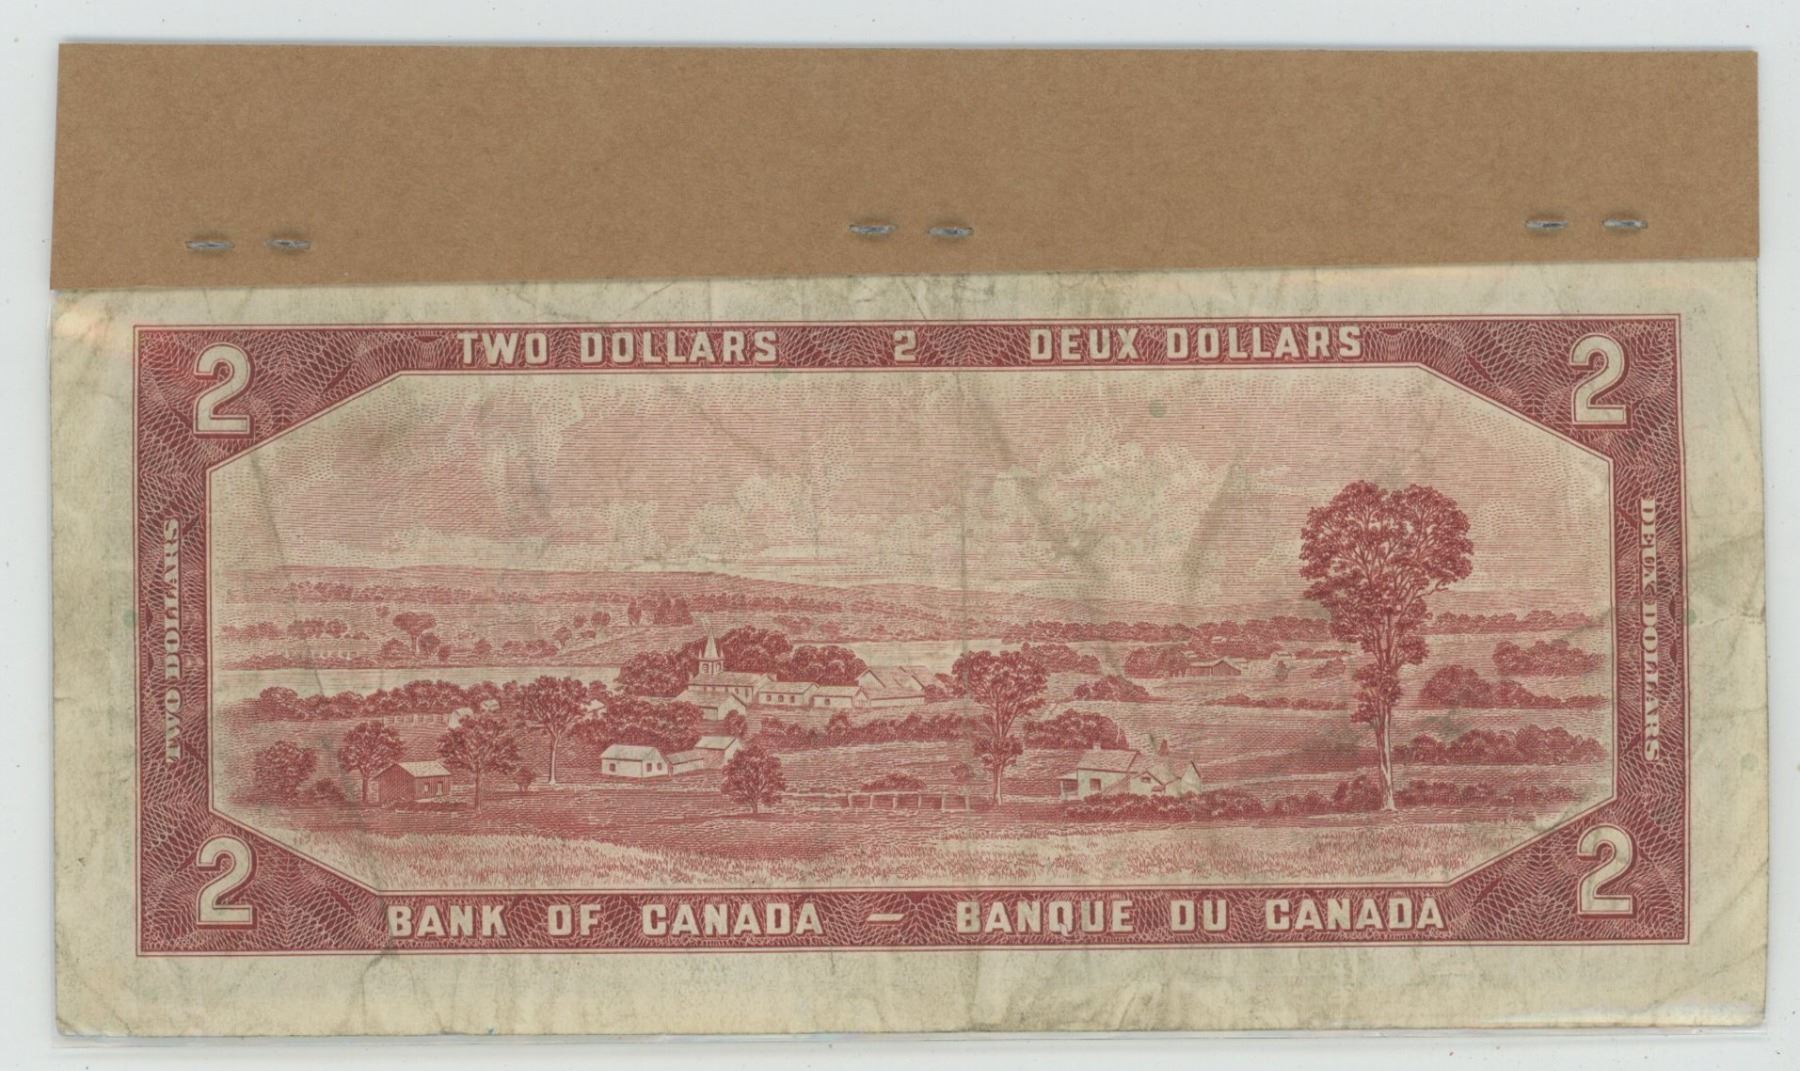 TWO DOLLARS 2 DEUX DOLLARS
2 2
TWO DOLLARS
DEUX DOLLARS
2 2
BANK OF CANADA – BANQUE DU CANADA